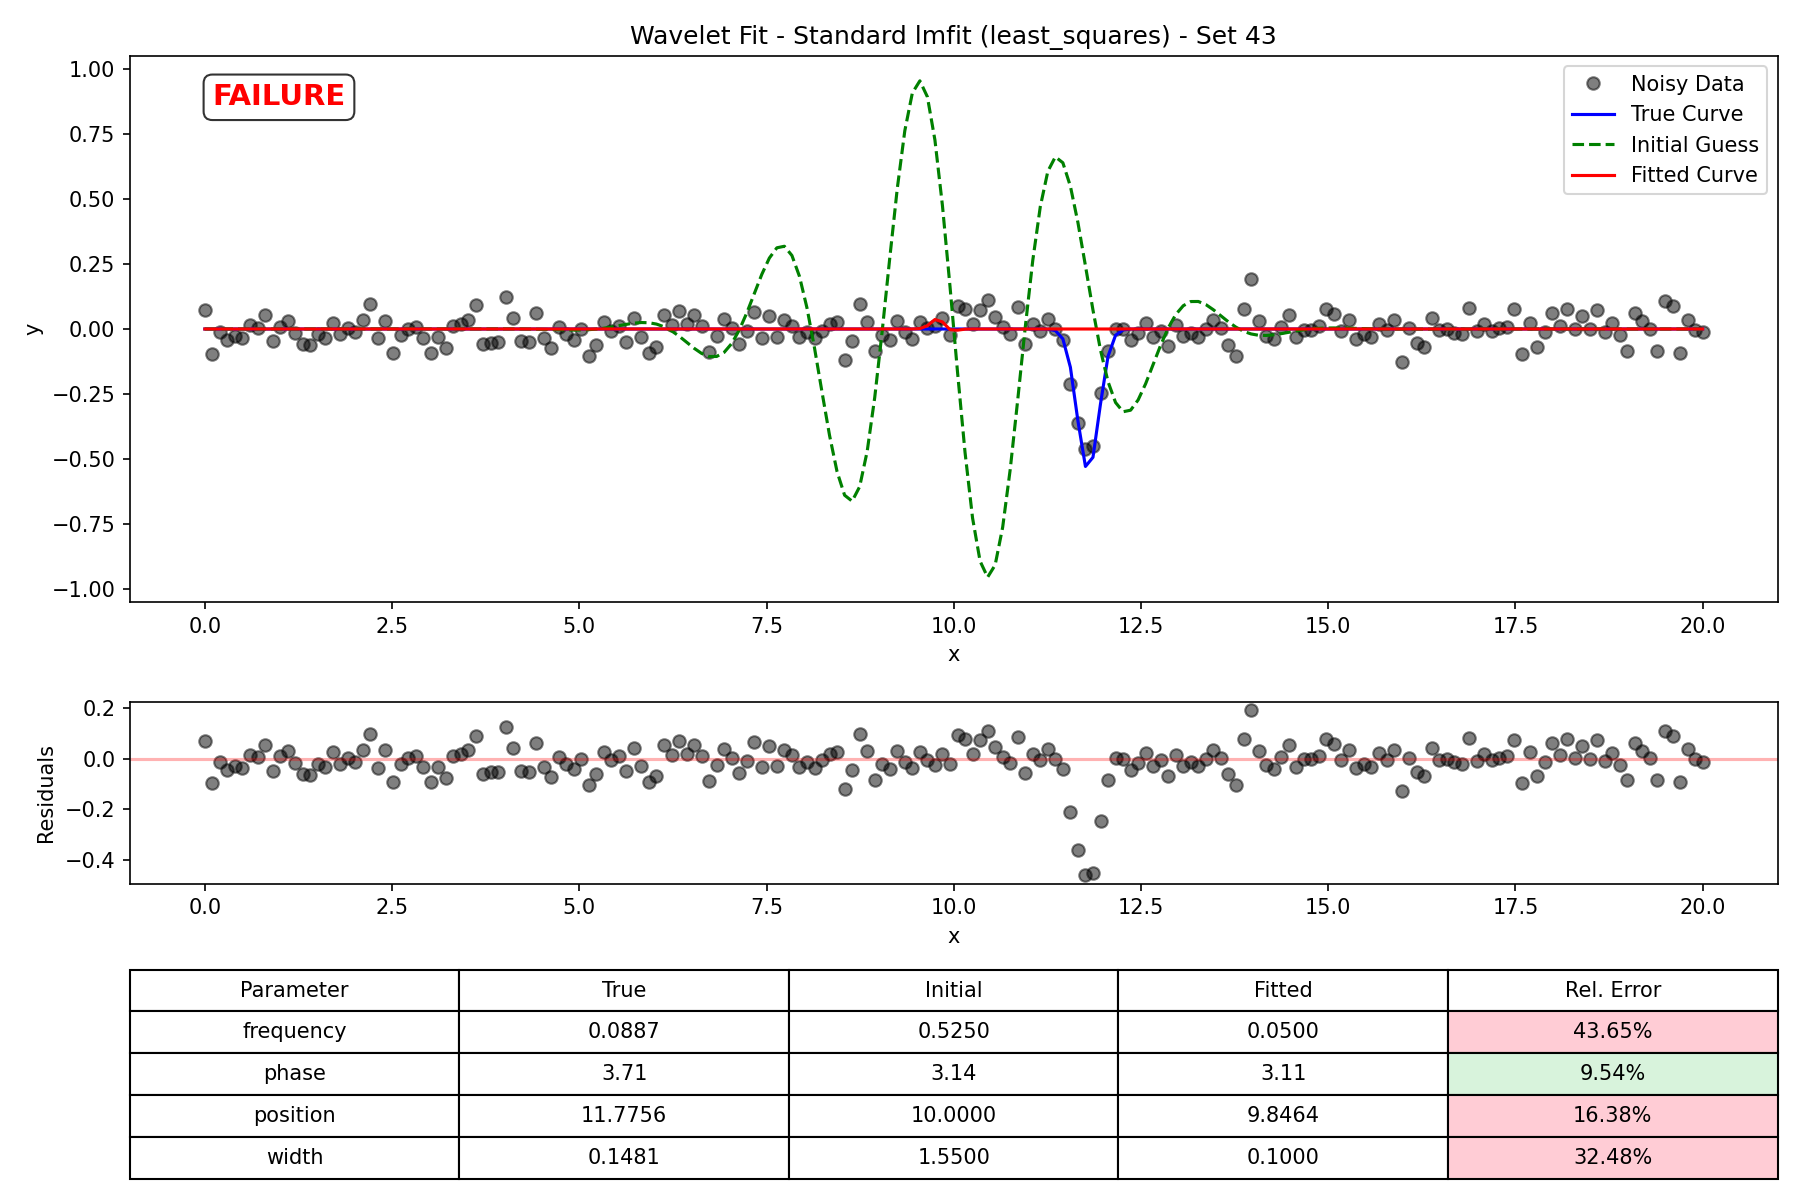 Wavelet Fit - Standard lmfit (least_squares) - Set 43
FAILURE
Noisy Data
True Curve
Initial Guess
Fitted Curve
y
1.00
0.75
0.50
0.25
0.00
−0.25
−0.50
−0.75
−1.00
0.0 2.5 5.0 7.5 10.0 12.5 15.0 17.5 20.0
x
Residuals
0.2
0.0
−0.2
−0.4
0.0 2.5 5.0 7.5 10.0 12.5 15.0 17.5 20.0
x
Parameter True Initial Fitted Rel. Error
frequency 0.0887 0.5250 0.0500 43.65%
phase 3.71 3.14 3.11 9.54%
position 11.7756 10.0000 9.8464 16.38%
width 0.1481 1.5500 0.1000 32.48%